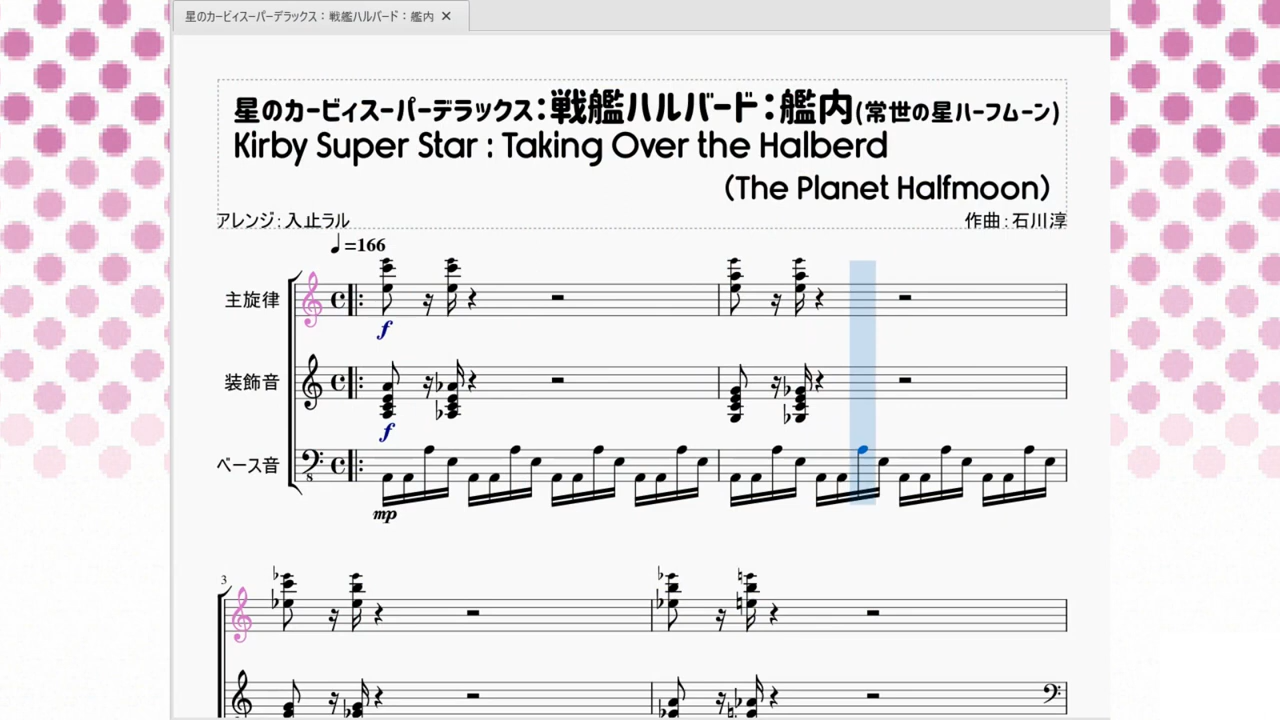 星のカービィスーパーデラックス：戦艦ハルバード：艦内 ✕
星のカービィスーパーデラックス：戦艦ハルバード：艦内(常世の星ハーフムーン)
Kirby Super Star : Taking Over the Halberd
(The Planet Halfmoon)
アレンジ：入止ラル
作曲：石川淳
=166
主旋律
f
装飾音
f
ベース音
8
mp
3